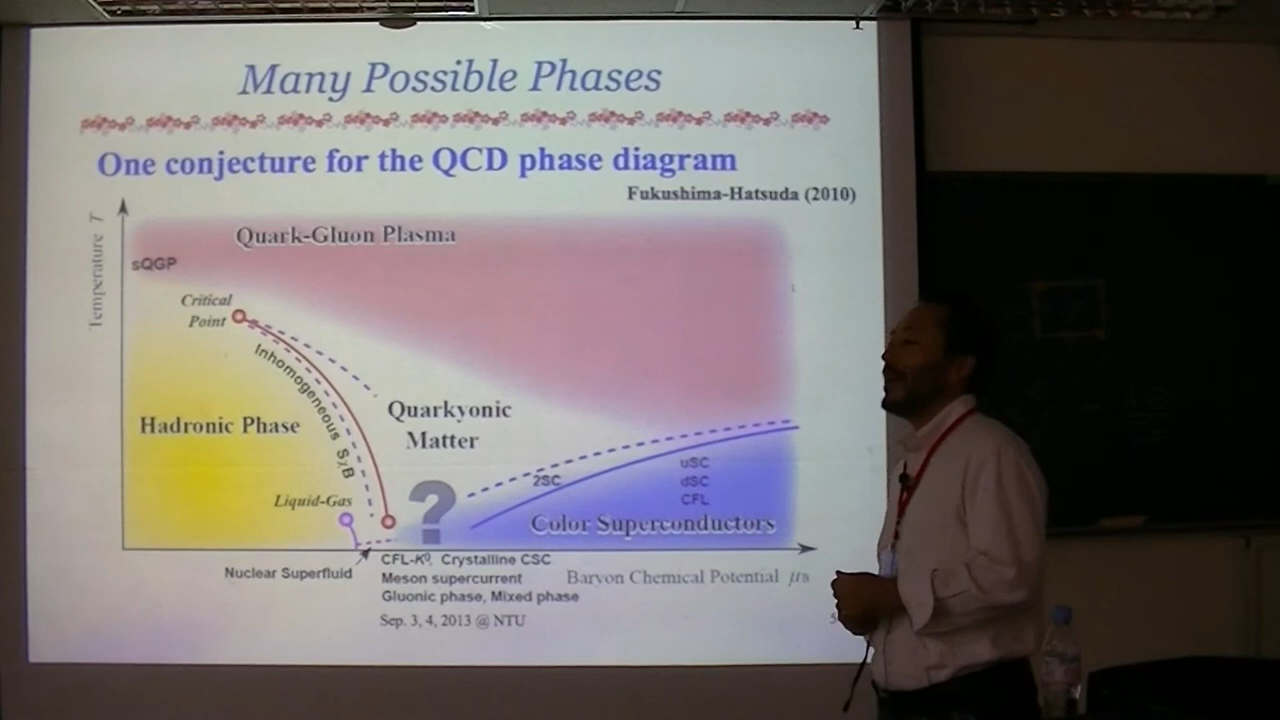 Many Possible Phases
One conjecture for the QCD phase diagram
Fukushima-Hatsuda (2010)
Temperature T
Quark-Gluon Plasma
sQGP
Critical
Point
Inhomogeneous SχB
Hadronic Phase
Quarkyonic
Matter
Liquid-Gas
?
2SC
uSC
dSC
CFL
Color Superconductors
Nuclear Superfluid
CFL-K⁰, Crystalline CSC
Meson supercurrent
Gluonic phase, Mixed phase
Baryon Chemical Potential μB
Sep. 3, 4, 2013 @ NTU
5